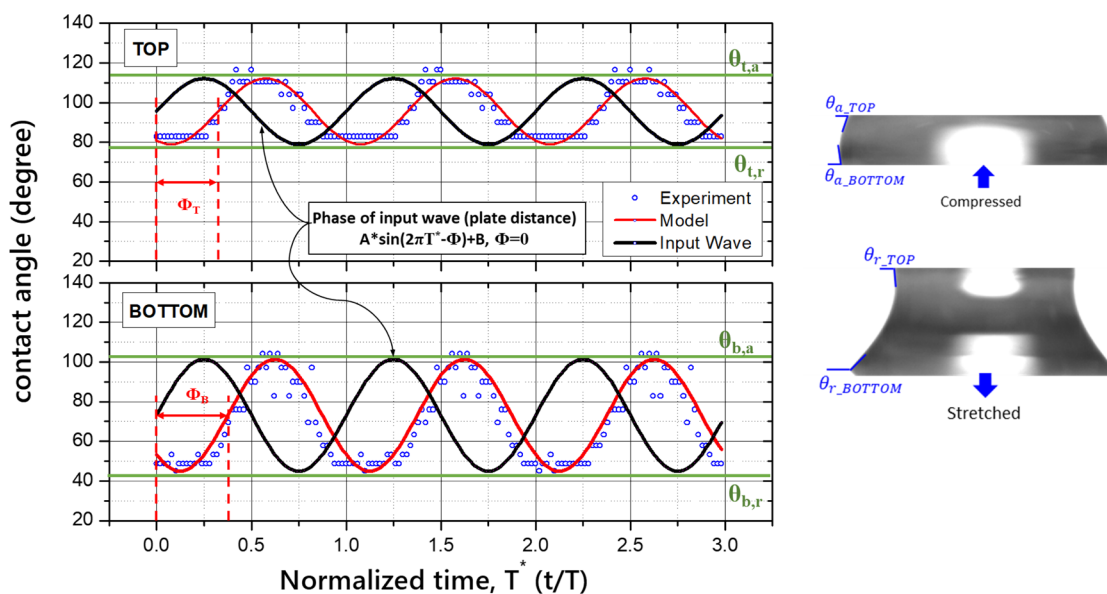 contact angle (degree)
140
120
100
80
60
40
20
TOP
θt,a
θt,r
ΦT
Phase of input wave (plate distance)
A*sin(2πT*-Φ)+B, Φ=0
Experiment
Model
Input Wave
140
120
100
80
60
40
20
BOTTOM
θb,a
θb,r
ΦB
0.0 0.5 1.0 1.5 2.0 2.5 3.0
Normalized time, T* (t/T)
θa_TOP
θa_BOTTOM
Compressed
θr_TOP
θr_BOTTOM
Stretched